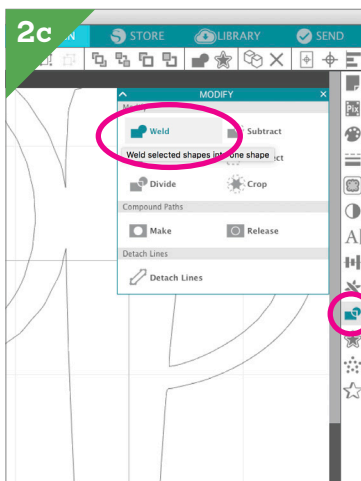 2c
N
STORE
LIBRARY
SEND
MODIFY
Weld
Subtract
Weld selected shapes into one shape
Divide
Crop
Compound Paths
Make
Release
Detach Lines
Detach Lines
Pix
A